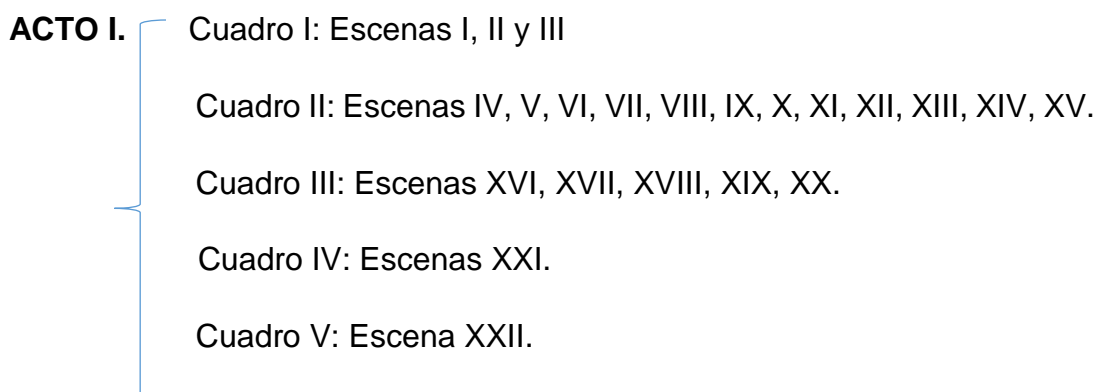 ACTO I. Cuadro I: Escenas I, II y III
Cuadro II: Escenas IV, V, VI, VII, VIII, IX, X, XI, XII, XIII, XIV, XV.
Cuadro III: Escenas XVI, XVII, XVIII, XIX, XX.
Cuadro IV: Escenas XXI.
Cuadro V: Escena XXII.